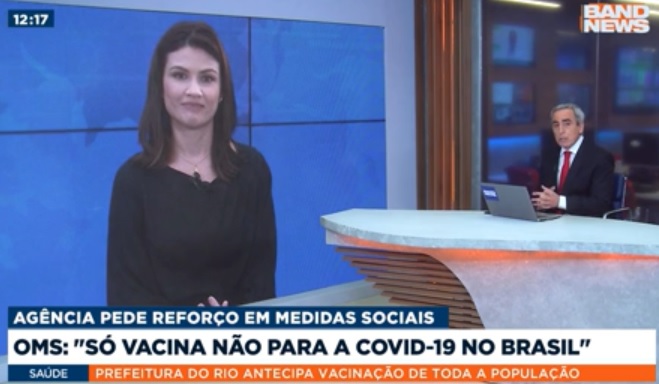 12:17
BAND
NEWS
AGÊNCIA PEDE REFORÇO EM MEDIDAS SOCIAIS
OMS: "SÓ VACINA NÃO PARA A COVID-19 NO BRASIL"
SAÚDE PREFEITURA DO RIO ANTECIPA VACINAÇÃO DE TODA A POPULAÇÃO